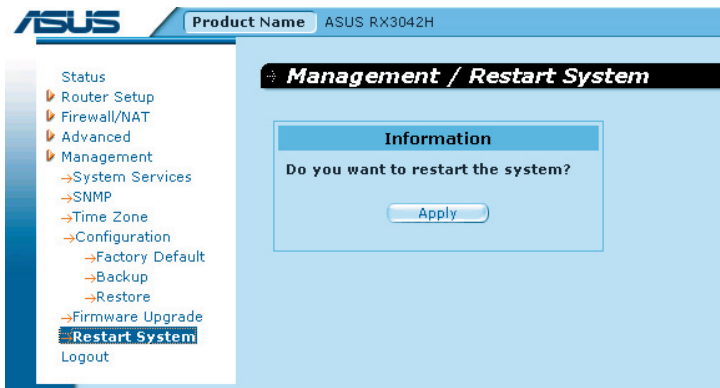 ASUS
Product Name ASUS RX3042H
Status
Router Setup
Firewall/NAT
Advanced
Management
System Services
SNMP
Time Zone
Configuration
Factory Default
Backup
Restore
Firmware Upgrade
Restart System
Logout
Management / Restart System
Information
Do you want to restart the system?
Apply